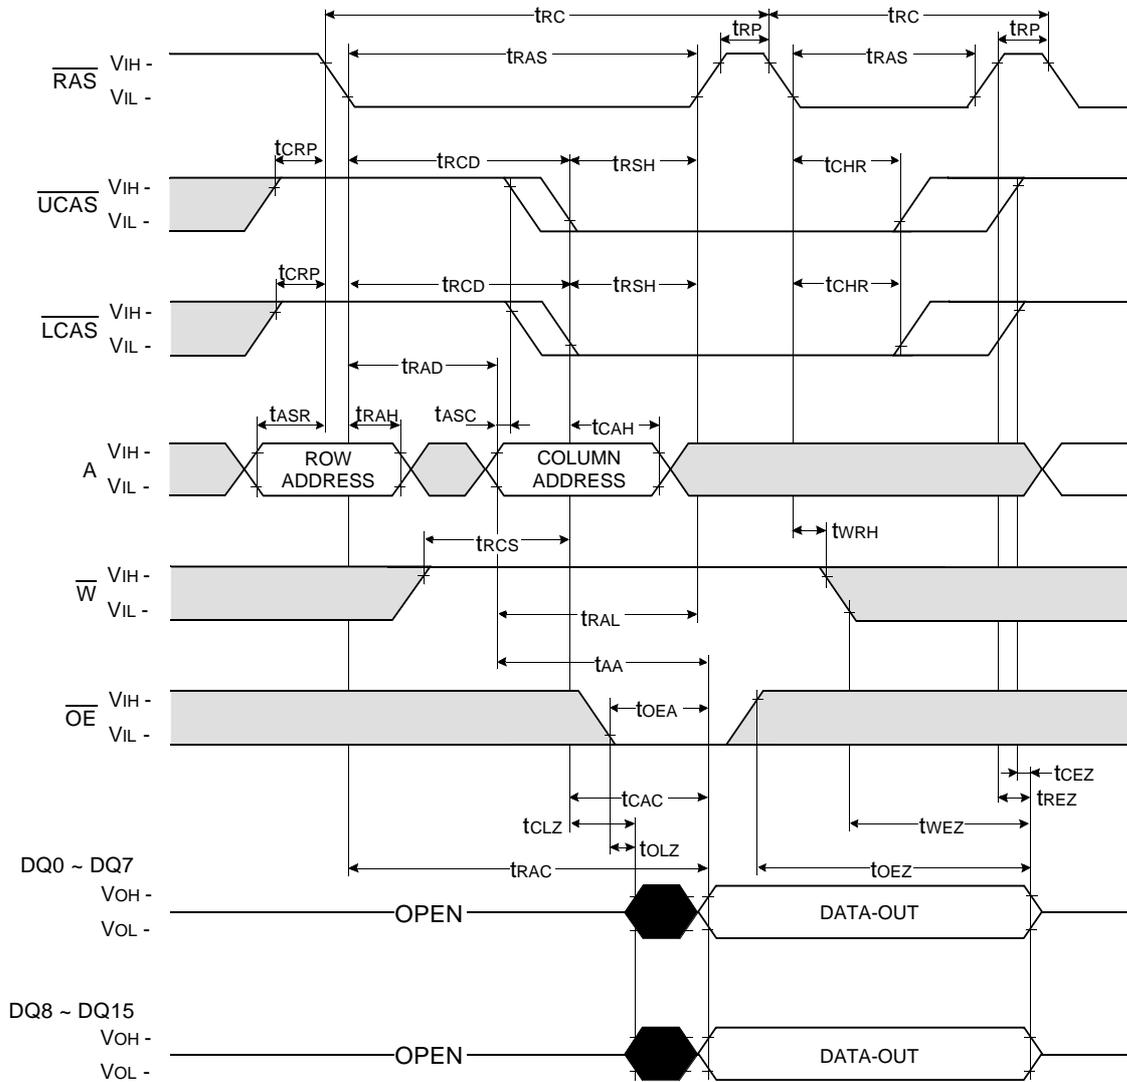 tRC tRC
tRP tRP
tRAS tRAS
RAS
VIH -
VIL -
tCRP tRCD tRSH tCHR
UCAS
VIH -
VIL -
tCRP tRCD tRSH tCHR
LCAS
VIH -
VIL -
tRAD
tASR tRAH tASC tCAH
A
VIH -
VIL -
ROW ADDRESS
COLUMN ADDRESS
tRCS tWRH
W
VIH -
VIL -
tRAL
tAA
OE
VIH -
VIL -
tOEA
tCEZ
tCAC tREZ
tCLZ tWEZ
tOLZ
tRAC tOEZ
DQ0 ~ DQ7
VOH -
VOL -
OPEN DATA-OUT
DQ8 ~ DQ15
VOH -
VOL -
OPEN DATA-OUT